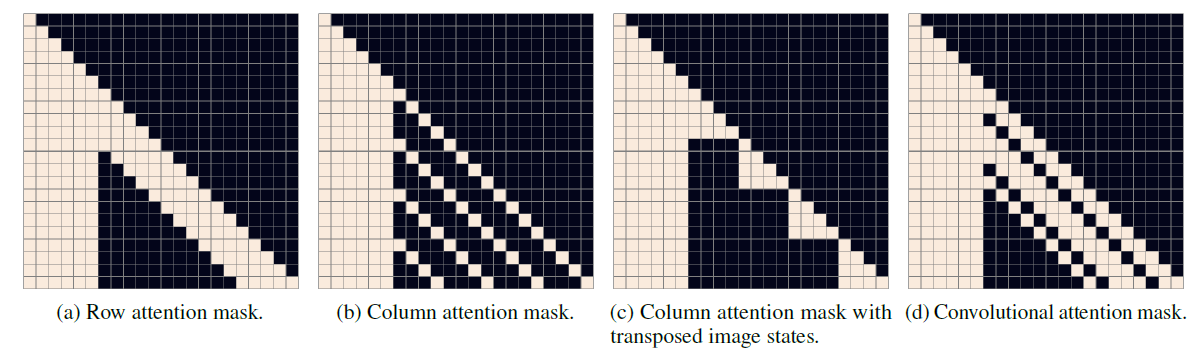 (a) Row attention mask.
(b) Column attention mask.
(c) Column attention mask with
transposed image states.
(d) Convolutional attention mask.